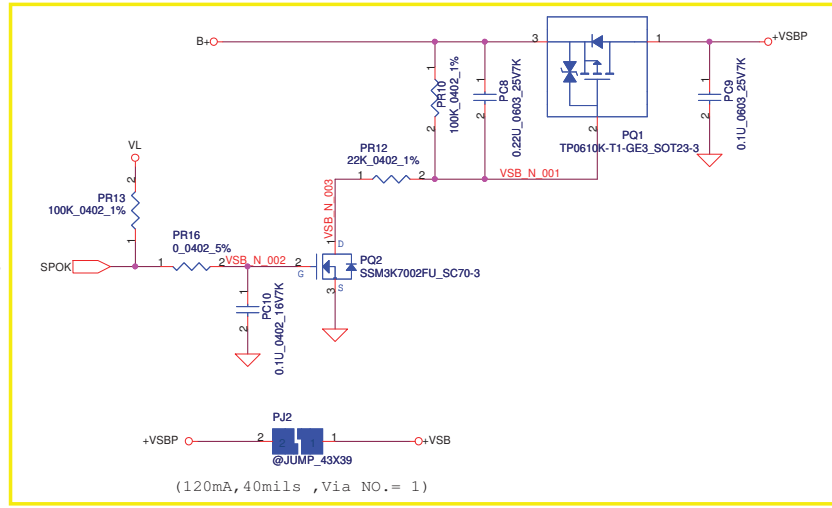 B+
3
1
+VSBP
1
PR10
100K_0402_1%
2
1
PC8
0.22U_0603_25V7K
2
1
PC9
0.1U_0603_25V7K
2
2
PQ1
TP0610K-T1-GE3_SOT23-3
VL
2
PR13
100K_0402_1%
1
PR12
22K_0402_1%
1
2
VSB_N_001
VSB_N_003
PR16
0_0402_5%
SPOK
1
2
VSB_N_002
2
G
1
D
PQ2
SSM3K7002FU_SC70-3
3
S
1
PC10
0.1U_0402_16V7K
2
PJ2
+VSBP
2
2
1
1
+VSB
@JUMP_43X39
(120mA,40mils ,Via NO.= 1)